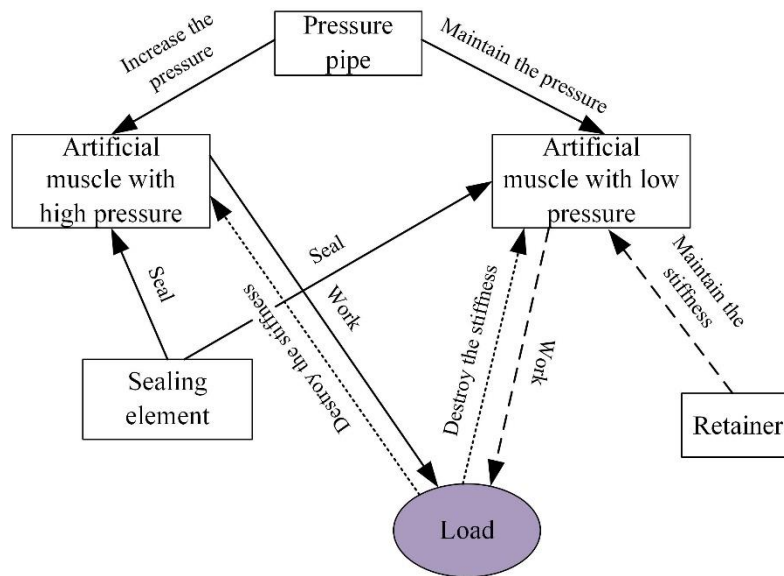 Pressure
pipe
Increase the
pressure
Maintain the pressure
Artificial
muscle with
high pressure
Artificial
muscle with low
pressure
Seal
Seal
Work
Destroy the stiffness
Destroy the stiffness
Work
Maintain the
stiffness
Sealing
element
Retainer
Load